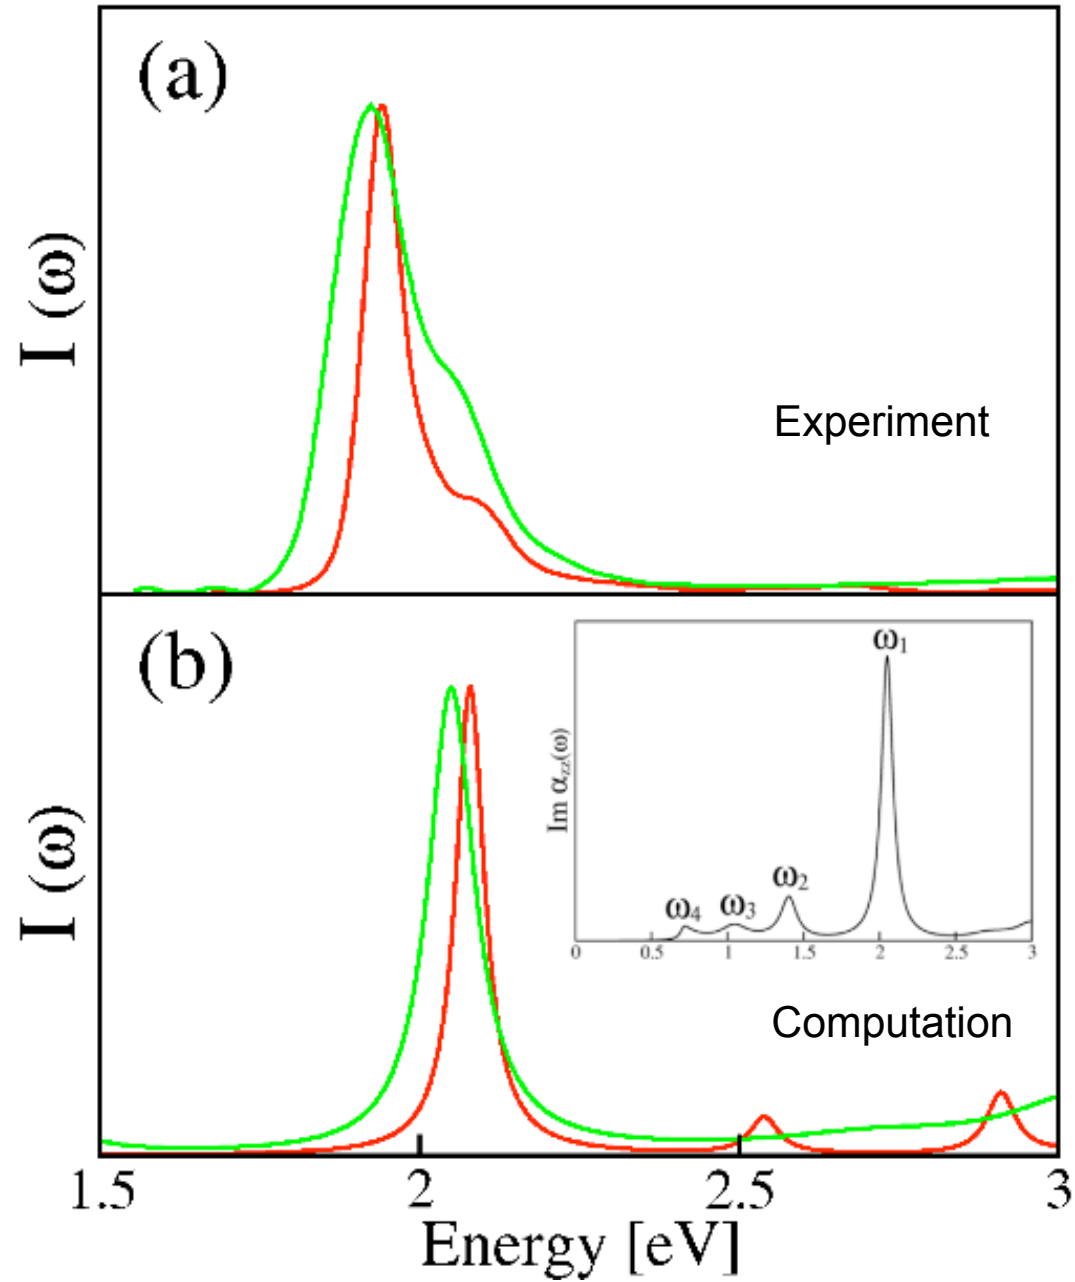 (a)
I (ω)
Experiment
(b)
I (ω)
Im αzz(ω)
ω1
ω2
ω3
ω4
0 0.5 1 1.5 2 2.5 3
Computation
1.5 2 2.5 3
Energy [eV]